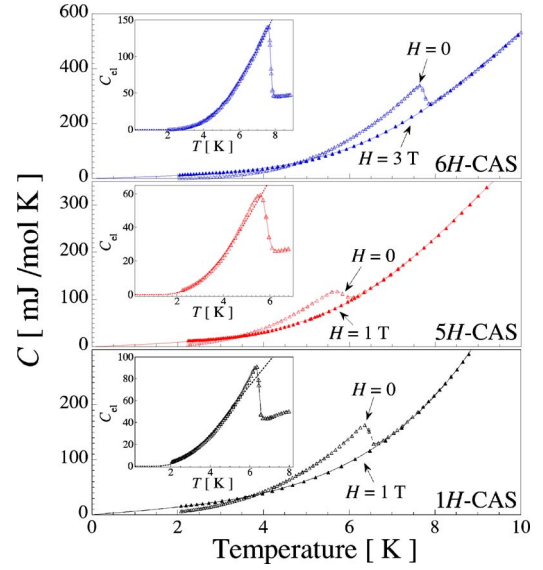 C [ mJ /mol K ]
600
400
200
0
150
100
50
0
C_el
0 2 4 6 8
T [ K ]
H = 0
H = 3 T
6H-CAS
300
200
100
0
60
40
20
0
C_el
0 2 4 6
T [ K ]
H = 0
H = 1 T
5H-CAS
200
100
0
100
80
60
40
20
0
C_el
0 2 4 6 8
T [ K ]
H = 0
H = 1 T
1H-CAS
0 2 4 6 8 10
Temperature [ K ]